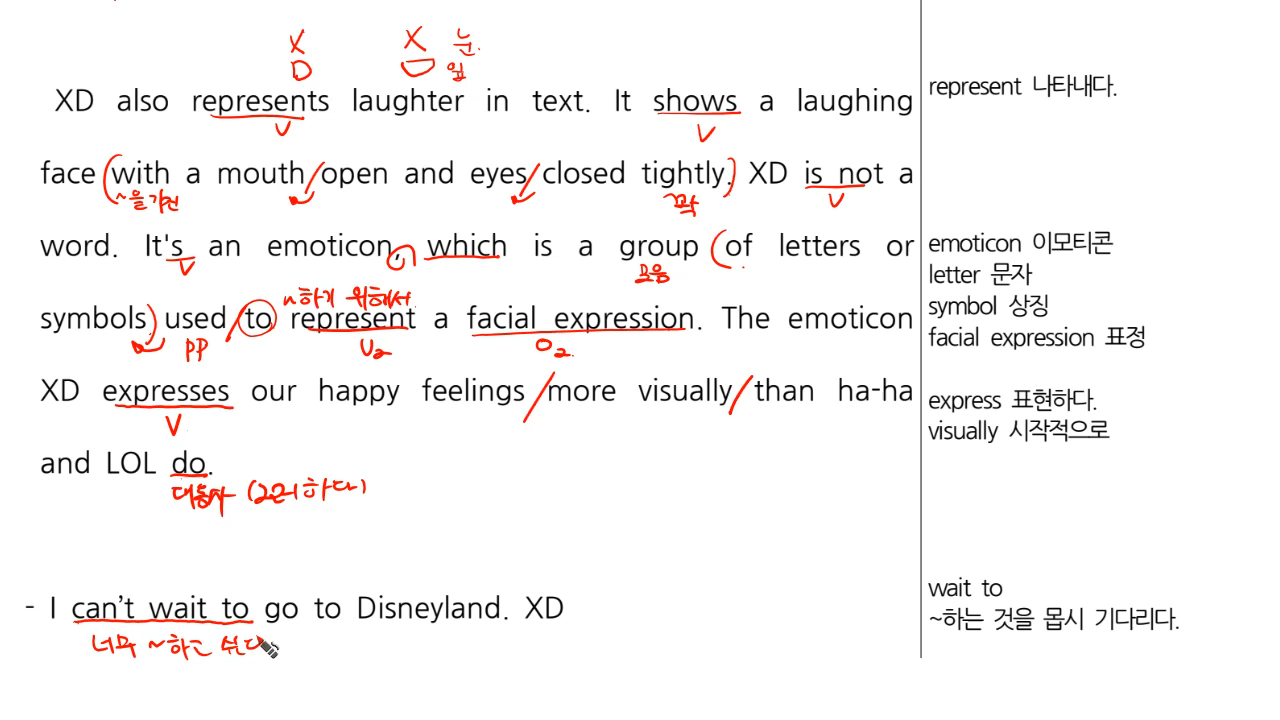 X X 눈
D 입
XD also represents laughter in text. It shows a laughing
V V
face (with a mouth / open and eyes / closed tightly.) XD is not a
~을 가진 꽉 V
word. It's an emoticon, which is a group (of letters or
V 모음
~하기 위해서
symbols) used / to represent a facial expression. The emoticon
PP V2 O2
XD expresses our happy feelings / more visually / than ha-ha
V
and LOL do.
대동사 (그리하다)
- I can't wait to go to Disneyland. XD
너무 ~하고 싶다
represent 나타내다.
emoticon 이모티콘
letter 문자
symbol 상징
facial expression 표정
express 표현하다.
visually 시작적으로
wait to
~하는 것을 몹시 기다리다.